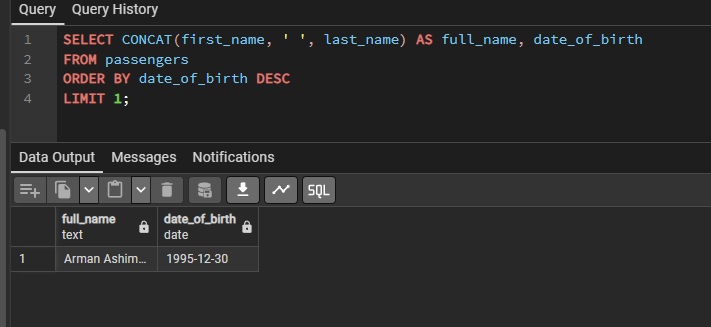 Query Query History
1 SELECT CONCAT(first_name, ' ', last_name) AS full_name, date_of_birth
2 FROM passengers
3 ORDER BY date_of_birth DESC
4 LIMIT 1;
Data Output Messages Notifications
SQL
full_name date_of_birth
text date
1 Arman Ashim... 1995-12-30